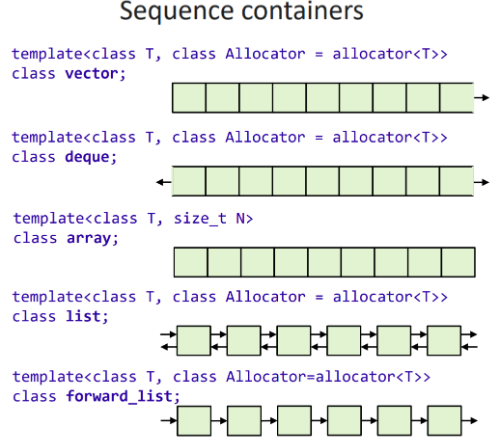 Sequence containers
template<class T, class Allocator = allocator<T>>
class vector;
template<class T, class Allocator = allocator<T>>
class deque;
template<class T, size_t N>
class array;
template<class T, class Allocator = allocator<T>>
class list;
template<class T, class Allocator=allocator<T>>
class forward_list;